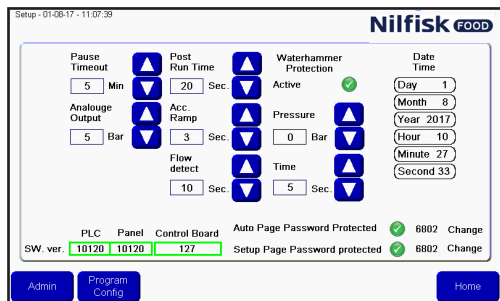 Setup - 01-08-17 - 11:07:39
Nilfisk FOOD
Pause Timeout
5 Min
Analouge Output
5 Bar
Post Run Time
20 Sec.
Acc. Ramp
3 Sec.
Flow detect
10 Sec.
Waterhammer Protection
Active
Pressure
0 Bar
Time
5 Sec.
Date Time
Day 1
Month 8
Year 2017
Hour 10
Minute 27
Second 33
PLC Panel Control Board
SW. ver. 10120 10120 127
Auto Page Password Protected 6802 Change
Setup Page Password protected 6802 Change
Admin
Program Config
Home